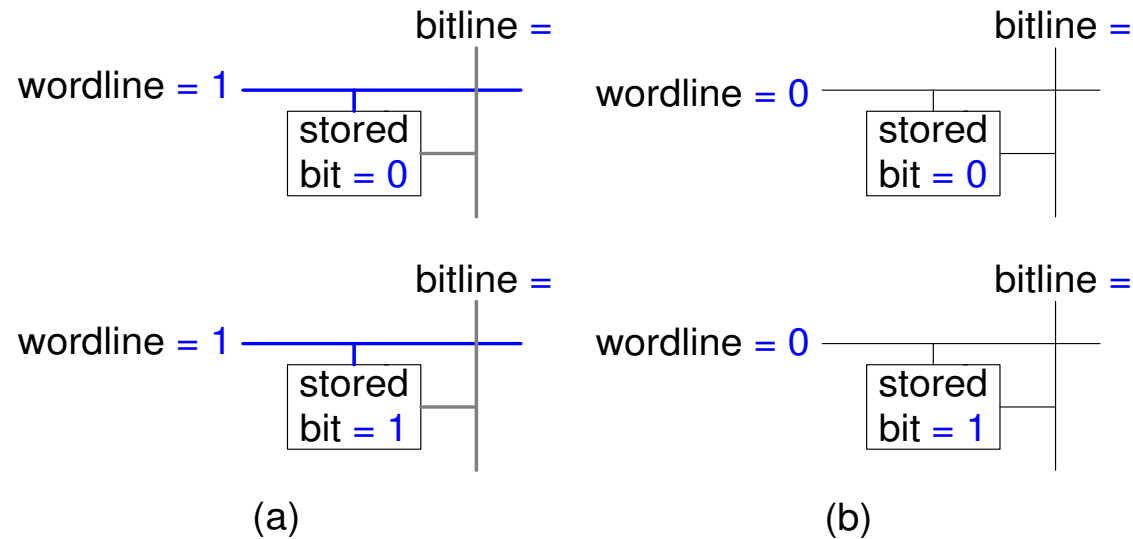 bitline =
bitline =
wordline = 1
wordline = 0
stored
bit = 0
stored
bit = 0
bitline =
bitline =
wordline = 1
wordline = 0
stored
bit = 1
stored
bit = 1
(a)
(b)